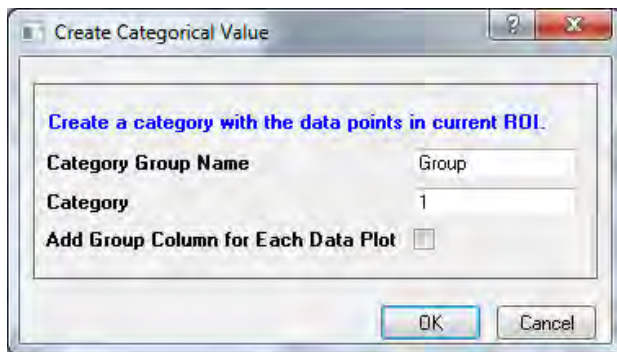 Create Categorical Value
Create a category with the data points in current ROI.
Category Group Name Group
Category 1
Add Group Column for Each Data Plot
OK Cancel